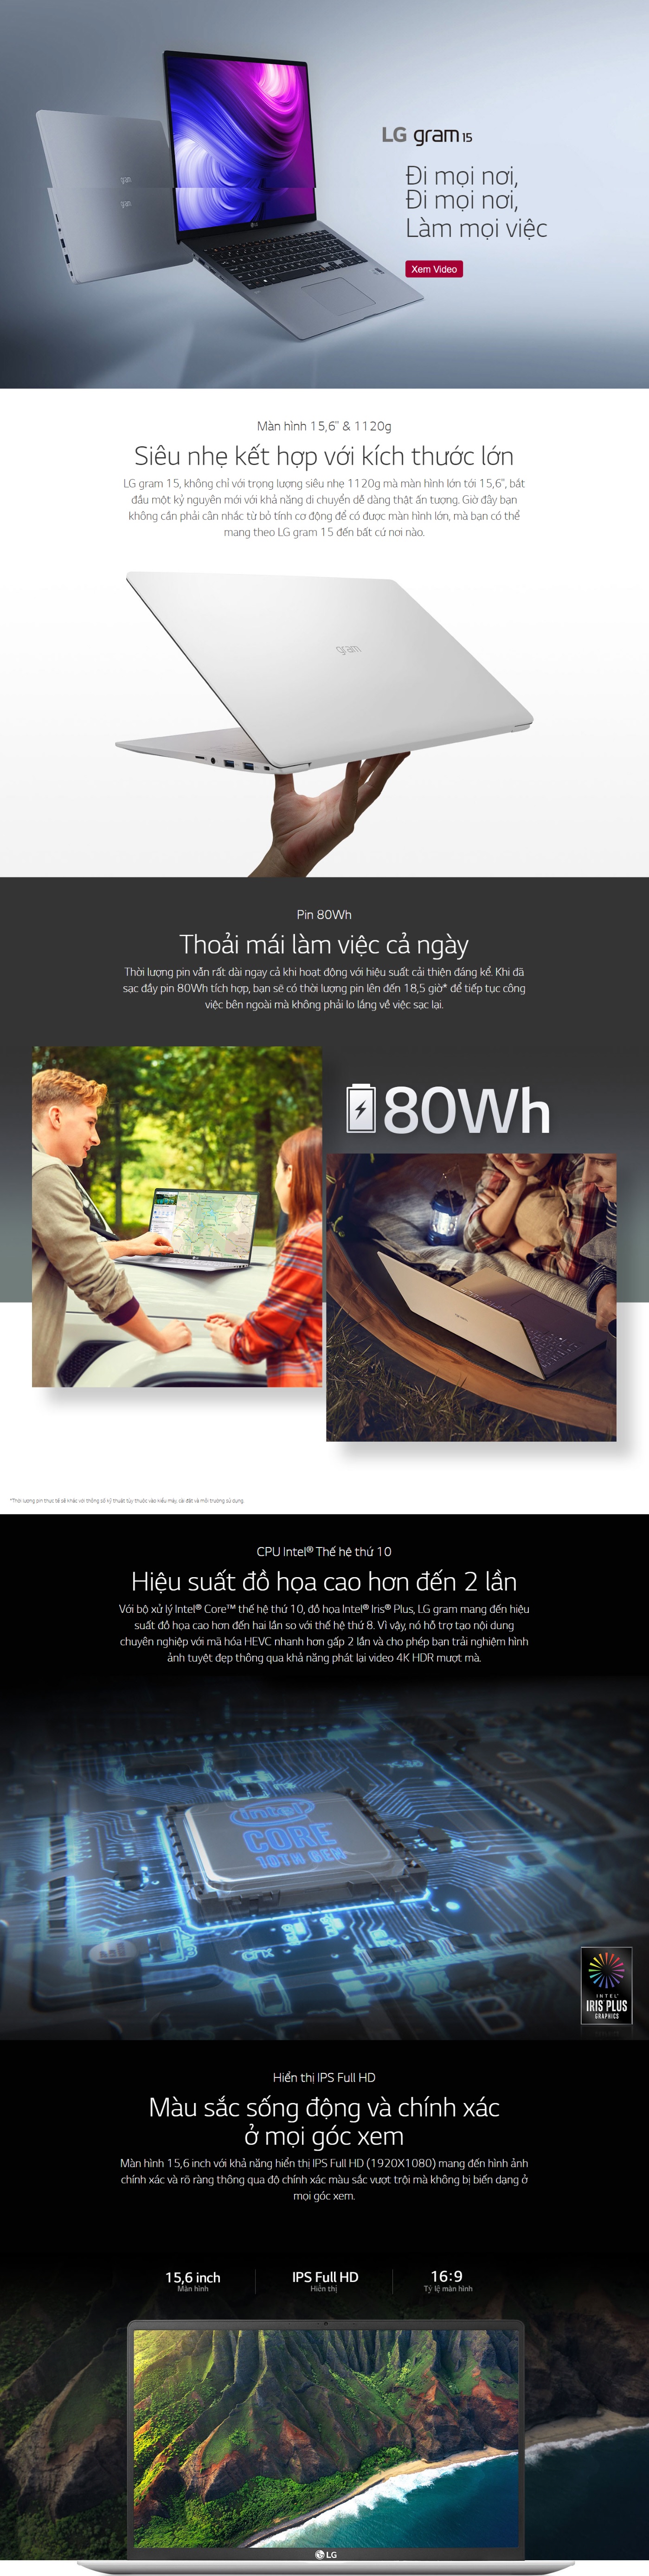 LG gram 15
Đi mọi nơi,
Đi mọi nơi,
Làm mọi việc
Xem Video
gram
gram
LG
Màn hình 15,6" & 1120g
Siêu nhẹ kết hợp với kích thước lớn
LG gram 15, không chỉ với trọng lượng siêu nhẹ 1120g mà màn hình lớn tới 15,6", bắt
đầu một kỷ nguyên mới với khả năng di chuyển dễ dàng thật ấn tượng. Giờ đây bạn
không cần phải cân nhắc từ bỏ tính cơ động để có được màn hình lớn, mà bạn có thể
mang theo LG gram 15 đến bất cứ nơi nào.
gram
Pin 80Wh
Thoải mái làm việc cả ngày
Thời lượng pin vẫn rất dài ngay cả khi hoạt động với hiệu suất cải thiện đáng kể. Khi đã
sạc đầy pin 80Wh tích hợp, bạn sẽ có thời lượng pin lên đến 18,5 giờ* để tiếp tục công
việc bên ngoài mà không phải lo lắng về việc sạc lại.
80Wh
*Thời lượng pin thực tế sẽ khác với thông số kỹ thuật tùy thuộc vào kiểu máy, cài đặt và môi trường sử dụng.
CPU Intel® Thế hệ thứ 10
Hiệu suất đồ họa cao hơn đến 2 lần
Với bộ xử lý Intel® Core™ thế hệ thứ 10, đồ họa Intel® Iris® Plus, LG gram mang đến hiệu
suất đồ họa cao hơn đến hai lần so với thế hệ thứ 8. Vì vậy, nó hỗ trợ tạo nội dung
chuyên nghiệp với mã hóa HEVC nhanh hơn gấp 2 lần và cho phép bạn trải nghiệm hình
ảnh tuyệt đẹp thông qua khả năng phát lại video 4K HDR mượt mà.
intel
CORE
10TH GEN
INTEL®
IRIS PLUS
GRAPHICS
Hiển thị IPS Full HD
Màu sắc sống động và chính xác
ở mọi góc xem
Màn hình 15,6 inch với khả năng hiển thị IPS Full HD (1920X1080) mang đến hình ảnh
chính xác và rõ ràng thông qua độ chính xác màu sắc vượt trội mà không bị biến dạng ở
mọi góc xem.
15,6 inch
Màn hình
IPS Full HD
Hiển thị
16:9
Tỷ lệ màn hình
LG